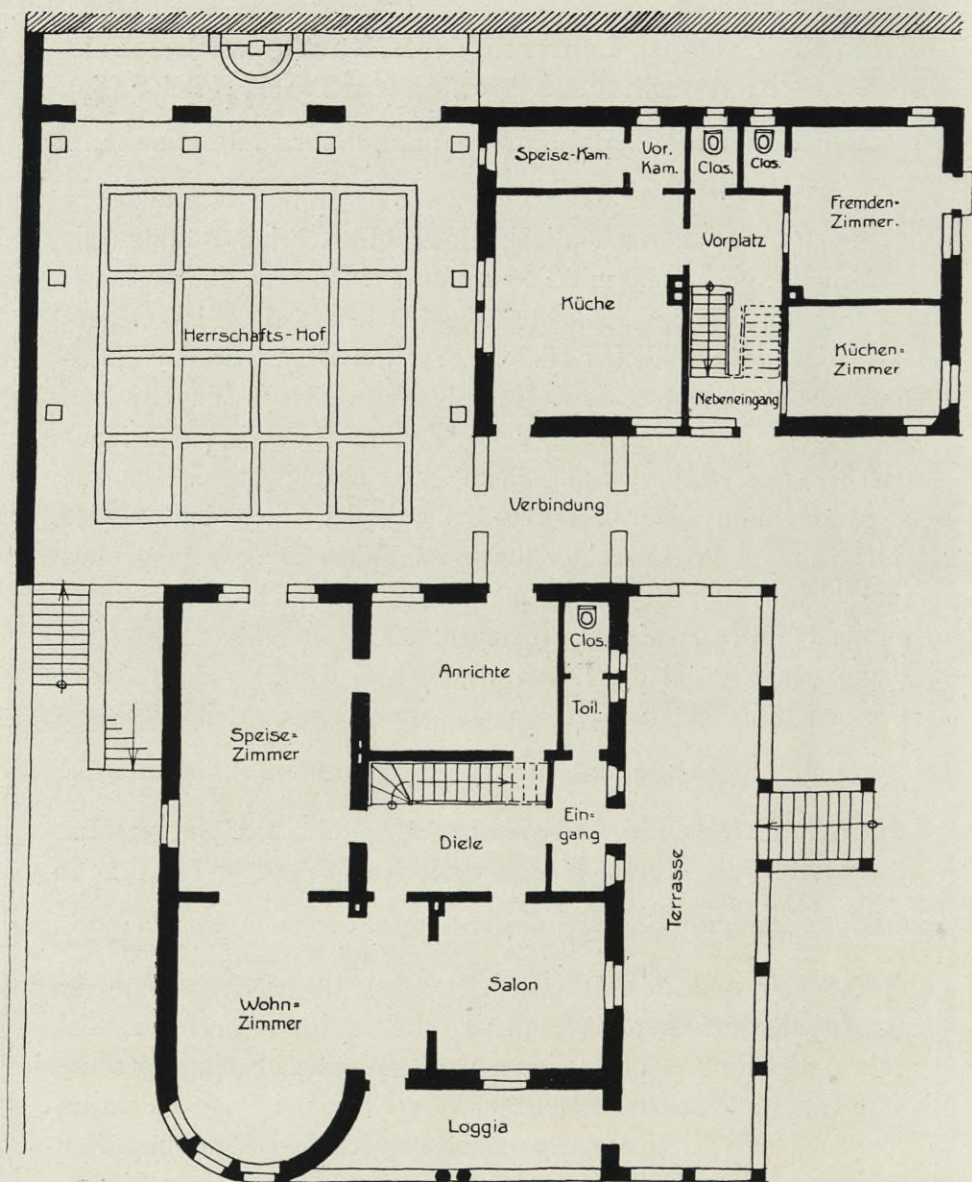 Speise-Kam.
Vor.
Kam.
Clos.
Clos.
Fremden=
Zimmer.
Vorplatz
Küche
Herrschafts-Hof
Küchen=
Zimmer
Nebeneingang
Verbindung
Clos.
Anrichte
Toil.
Speise=
Zimmer
Ein=
gang
Diele
Terrasse
Salon
Wohn=
Zimmer
Loggia